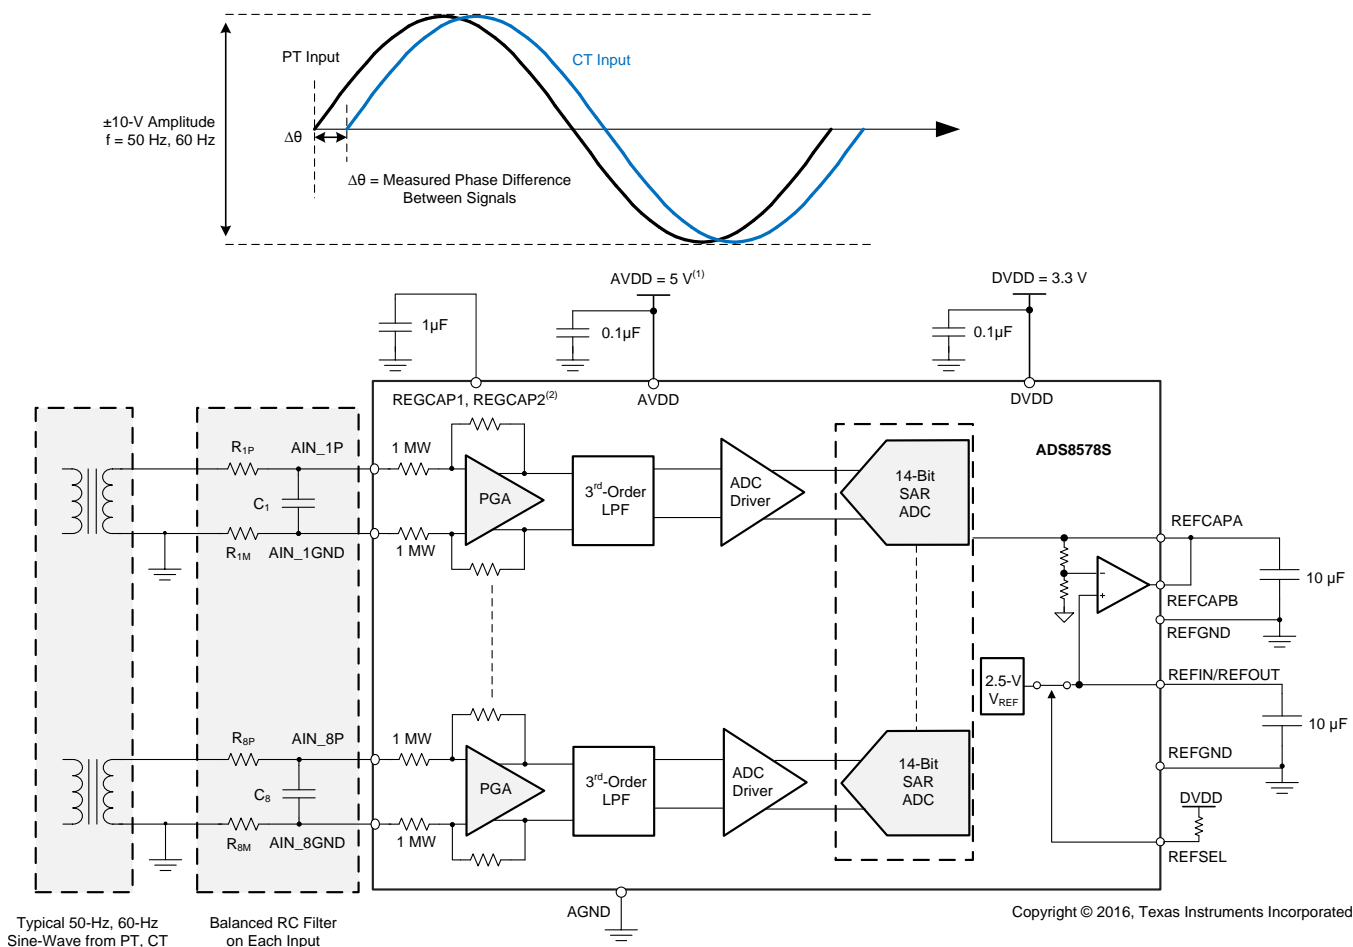 PT Input
CT Input
±10-V Amplitude
f = 50 Hz, 60 Hz
Δθ
Δθ = Measured Phase Difference
Between Signals
AVDD = 5 V(1)
DVDD = 3.3 V
1µF
0.1µF
0.1µF
REGCAP1, REGCAP2(2)
AVDD
DVDD
R1P
AIN_1P
1 MW
ADS8578S
C1
PGA
3rd-Order
LPF
ADC
Driver
14-Bit
SAR
ADC
R1M
AIN_1GND
1 MW
REFCAPA
10 µF
REFCAPB
REFGND
2.5-V
VREF
REFIN/REFOUT
10 µF
R8P
AIN_8P
1 MW
REFGND
C8
PGA
3rd-Order
LPF
ADC
Driver
14-Bit
SAR
ADC
DVDD
R8M
AIN_8GND
1 MW
REFSEL
AGND
Copyright © 2016, Texas Instruments Incorporated
Typical 50-Hz, 60-Hz
Sine-Wave from PT, CT
Balanced RC Filter
on Each Input